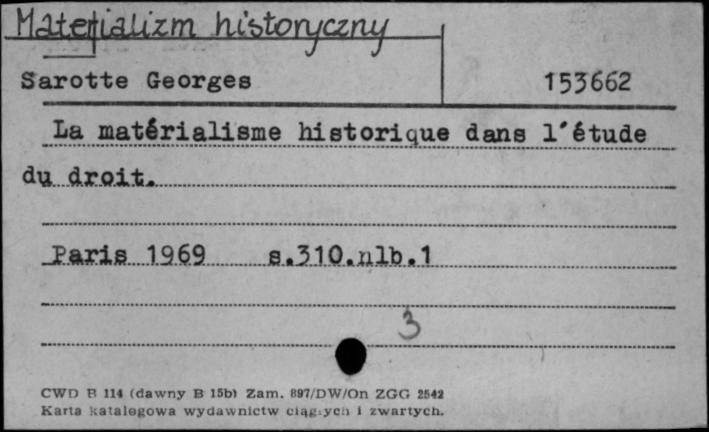 Materializm historyczny
Sarotte Georges 153662
La matérialisme historique dans l'étude
du droit.
Paris 1969 s.310.nlb.1
3
CWD B 114 (dawny B 15b) Zam. 897/DW/On ZGG 2542
Karta katalogowa wydawnictw ciągłych i zwartych.